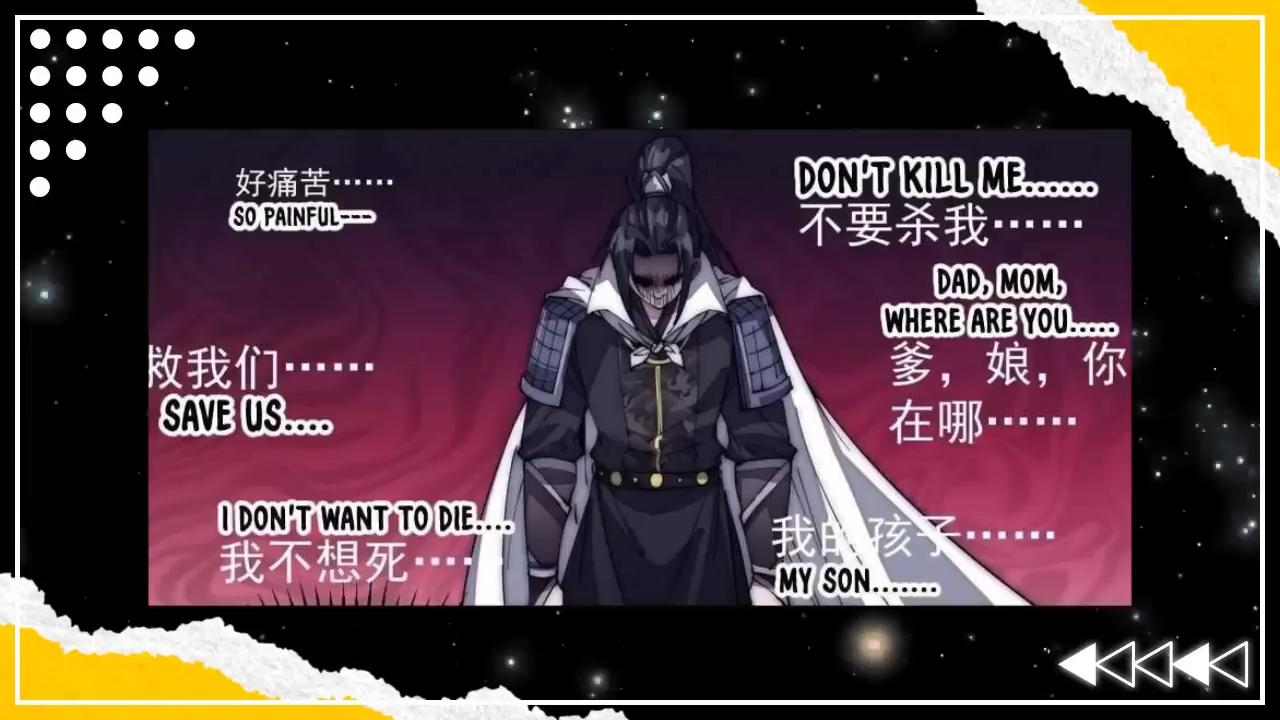 好痛苦……
SO PAINFUL---
DON'T KILL ME......
不要杀我……
DAD, MOM,
WHERE ARE YOU.....
爹，娘，你
在哪……
救我们……
SAVE US....
I DON'T WANT TO DIE....
我不想死……
我的孩子……
MY SON.......